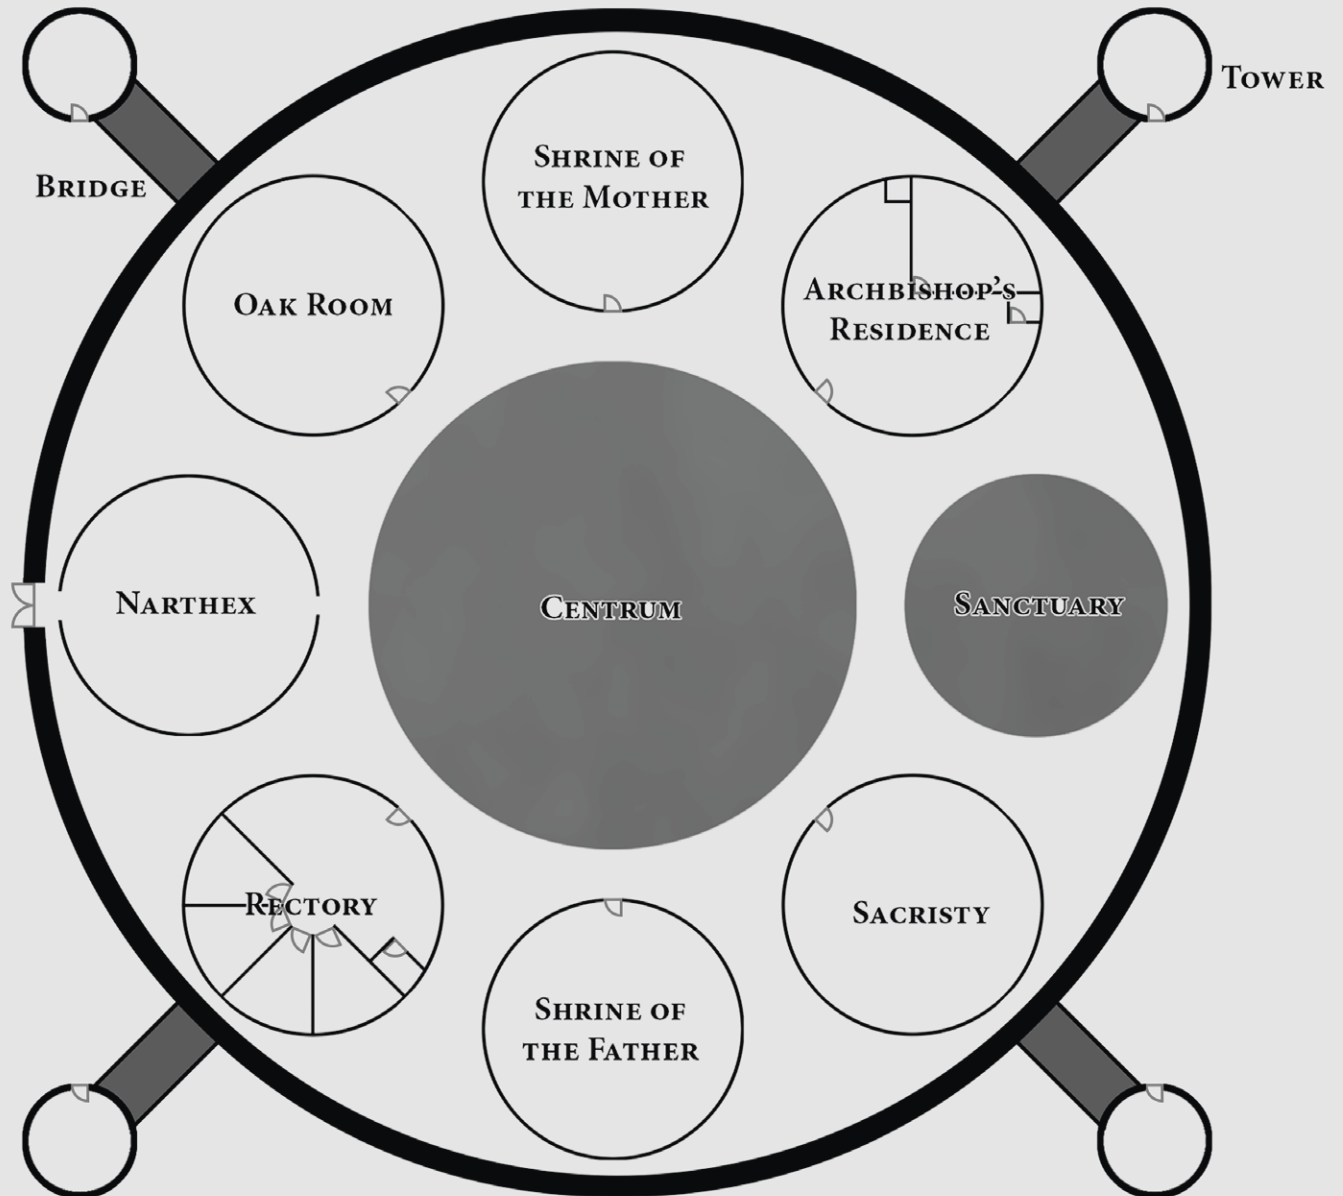 Tower
Bridge
Shrine of
the Mother
Oak Room
Archbishop’s
Residence
Narthex
Centrum
Sanctuary
Rectory
Sacristy
Shrine of
the Father